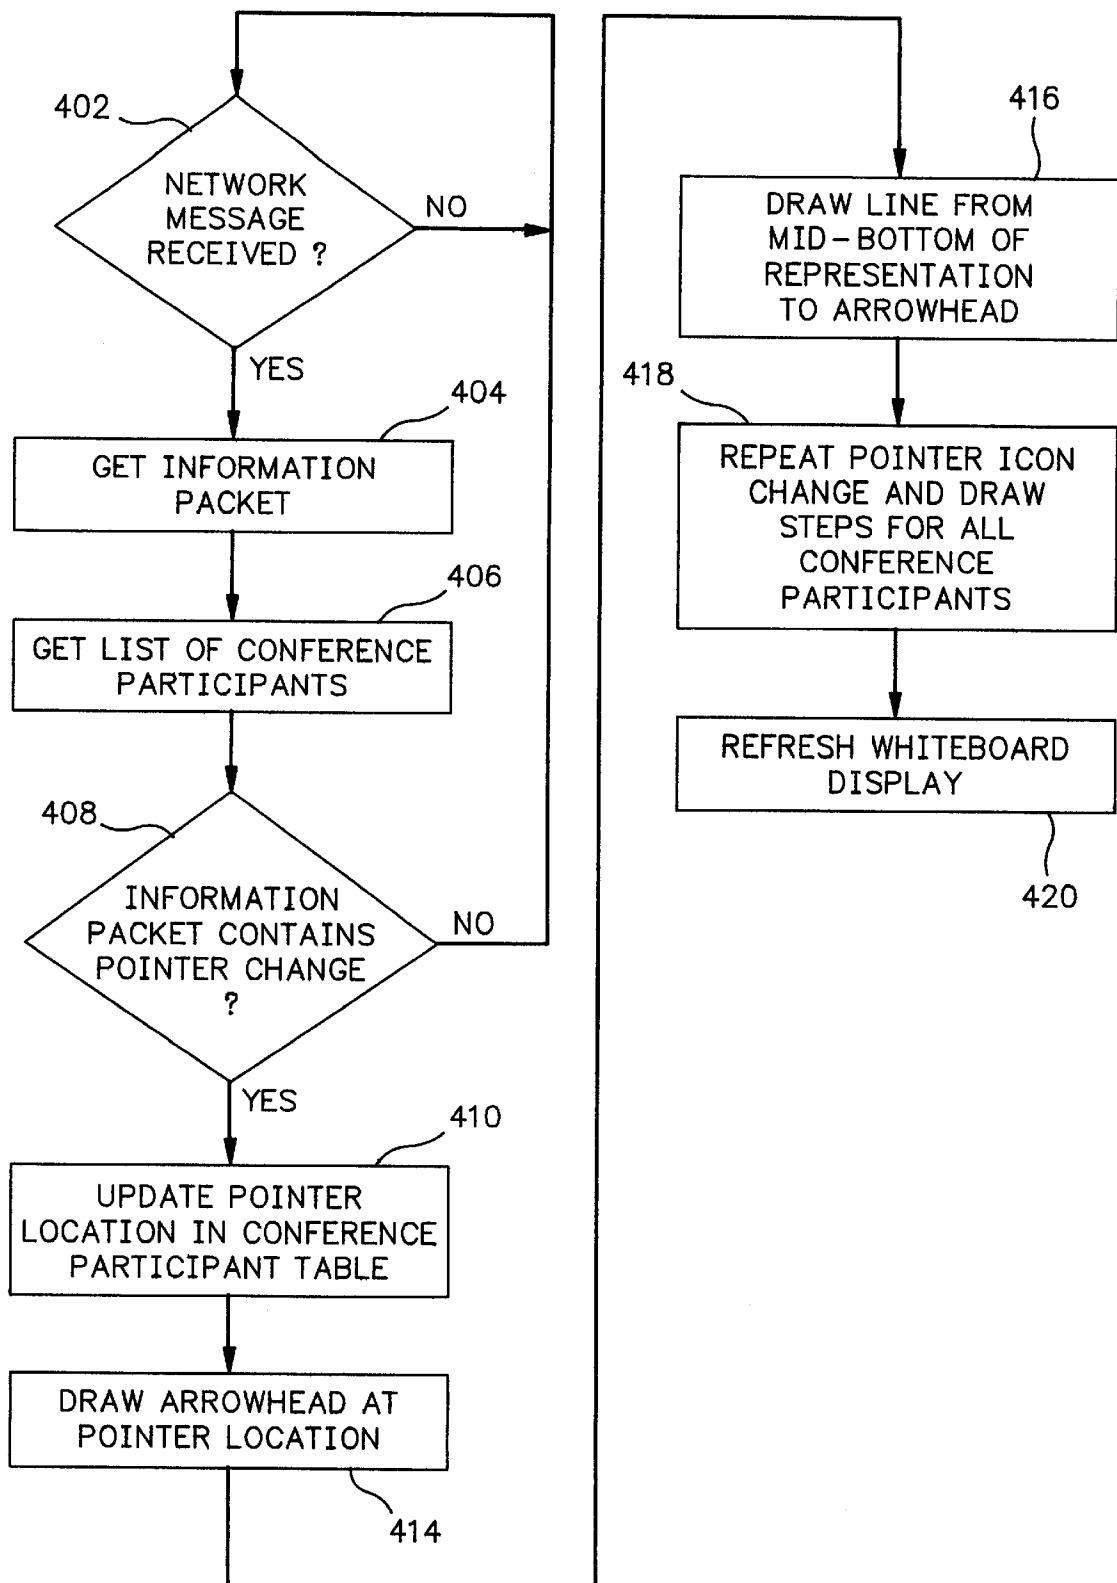 402
NETWORK
MESSAGE
RECEIVED ?
NO
YES
404
GET INFORMATION
PACKET
406
GET LIST OF CONFERENCE
PARTICIPANTS
408
INFORMATION
PACKET CONTAINS
POINTER CHANGE
?
NO
YES
410
UPDATE POINTER
LOCATION IN CONFERENCE
PARTICIPANT TABLE
DRAW ARROWHEAD AT
POINTER LOCATION
414
416
DRAW LINE FROM
MID-BOTTOM OF
REPRESENTATION
TO ARROWHEAD
418
REPEAT POINTER ICON
CHANGE AND DRAW
STEPS FOR ALL
CONFERENCE
PARTICIPANTS
REFRESH WHITEBOARD
DISPLAY
420